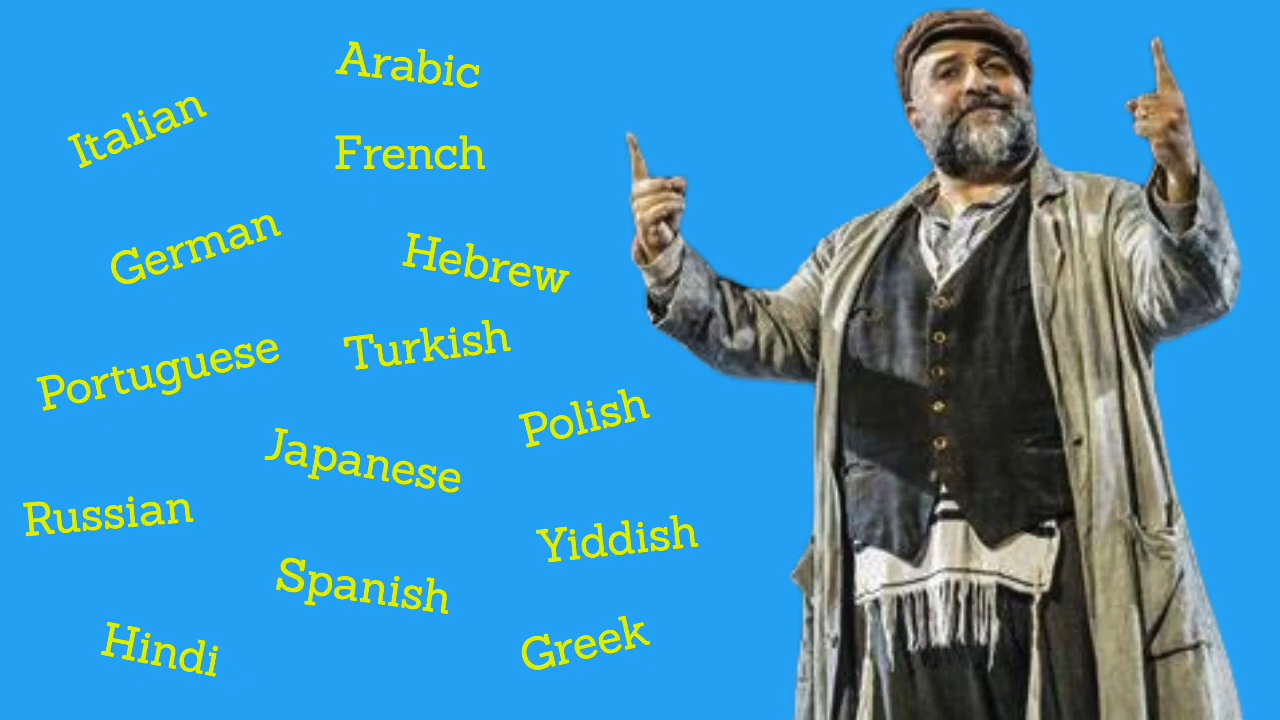 Arabic
Italian
French
German
Hebrew
Turkish
Portuguese
Polish
Japanese
Russian
Yiddish
Spanish
Hindi
Greek